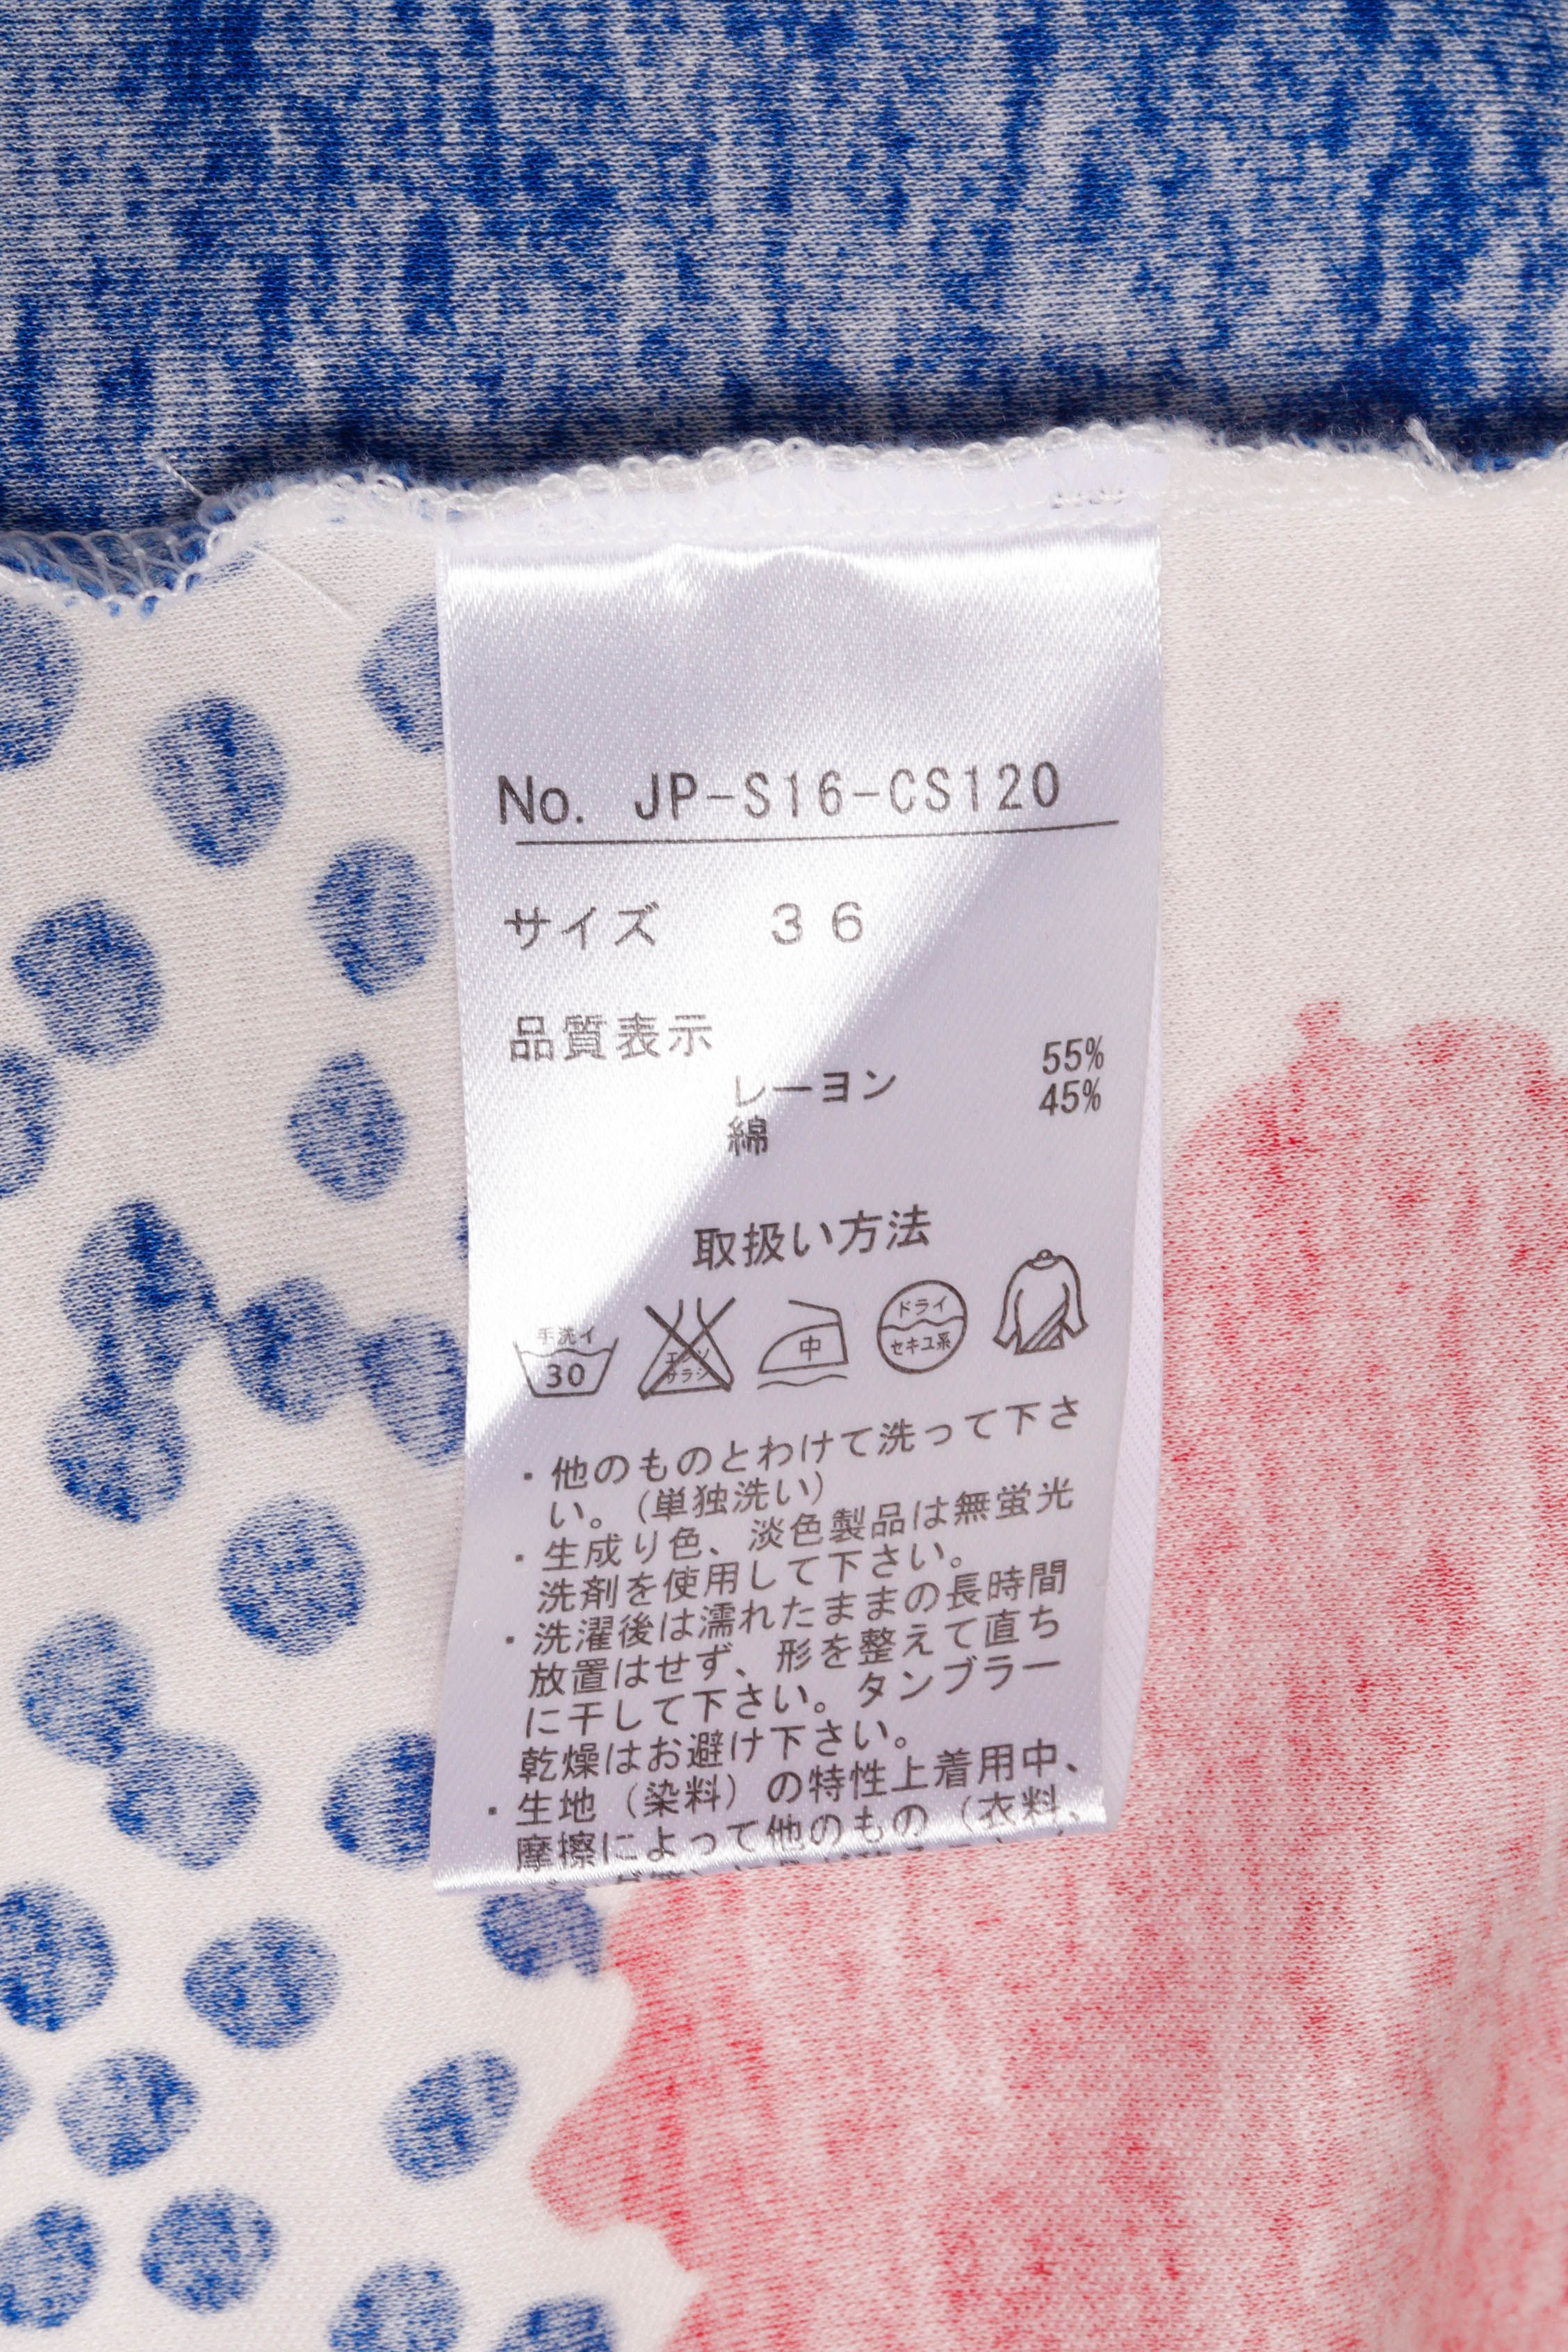 No. JP-S16-CS120
サイズ 36
品質表示
レーヨン 55%
綿 45%
取扱い方法
手洗イ 30
エンソ サラシ
中
ドライ セキユ系
・他のものとわけて洗って下さ
い。(単独洗い)
・生成り色、淡色製品は無蛍光
洗剤を使用して下さい。
・洗濯後は濡れたままの長時間
放置はせず、形を整えて直ち
に干して下さい。タンブラー
乾燥はお避け下さい。
・生地(染料)の特性上着用中、
摩擦によって他のもの(衣料、